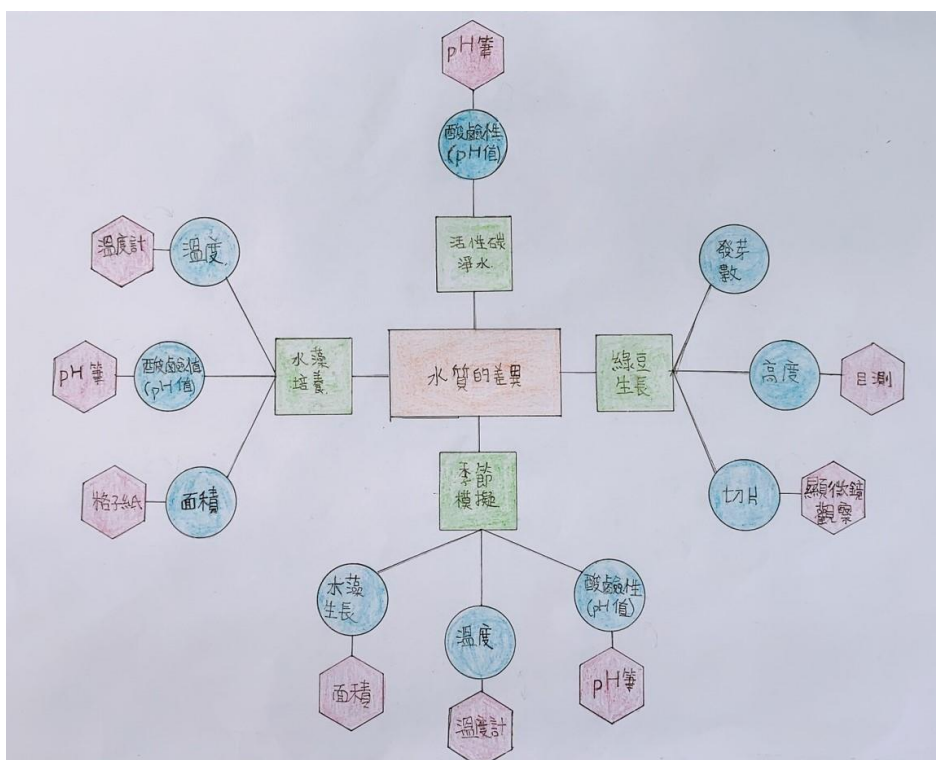 pH筆
酸鹼性
(pH值)
活性碳
淨水
溫度計
溫度
pH筆
酸鹼值
(pH值)
格子紙
面積
水藻
培養
水質的差異
綠豆
生長
發芽
數
高度
目測
切片
顯微鏡
觀察
季節
模擬
水藻
生長
面積
溫度
溫度計
酸鹼性
(pH值)
pH筆